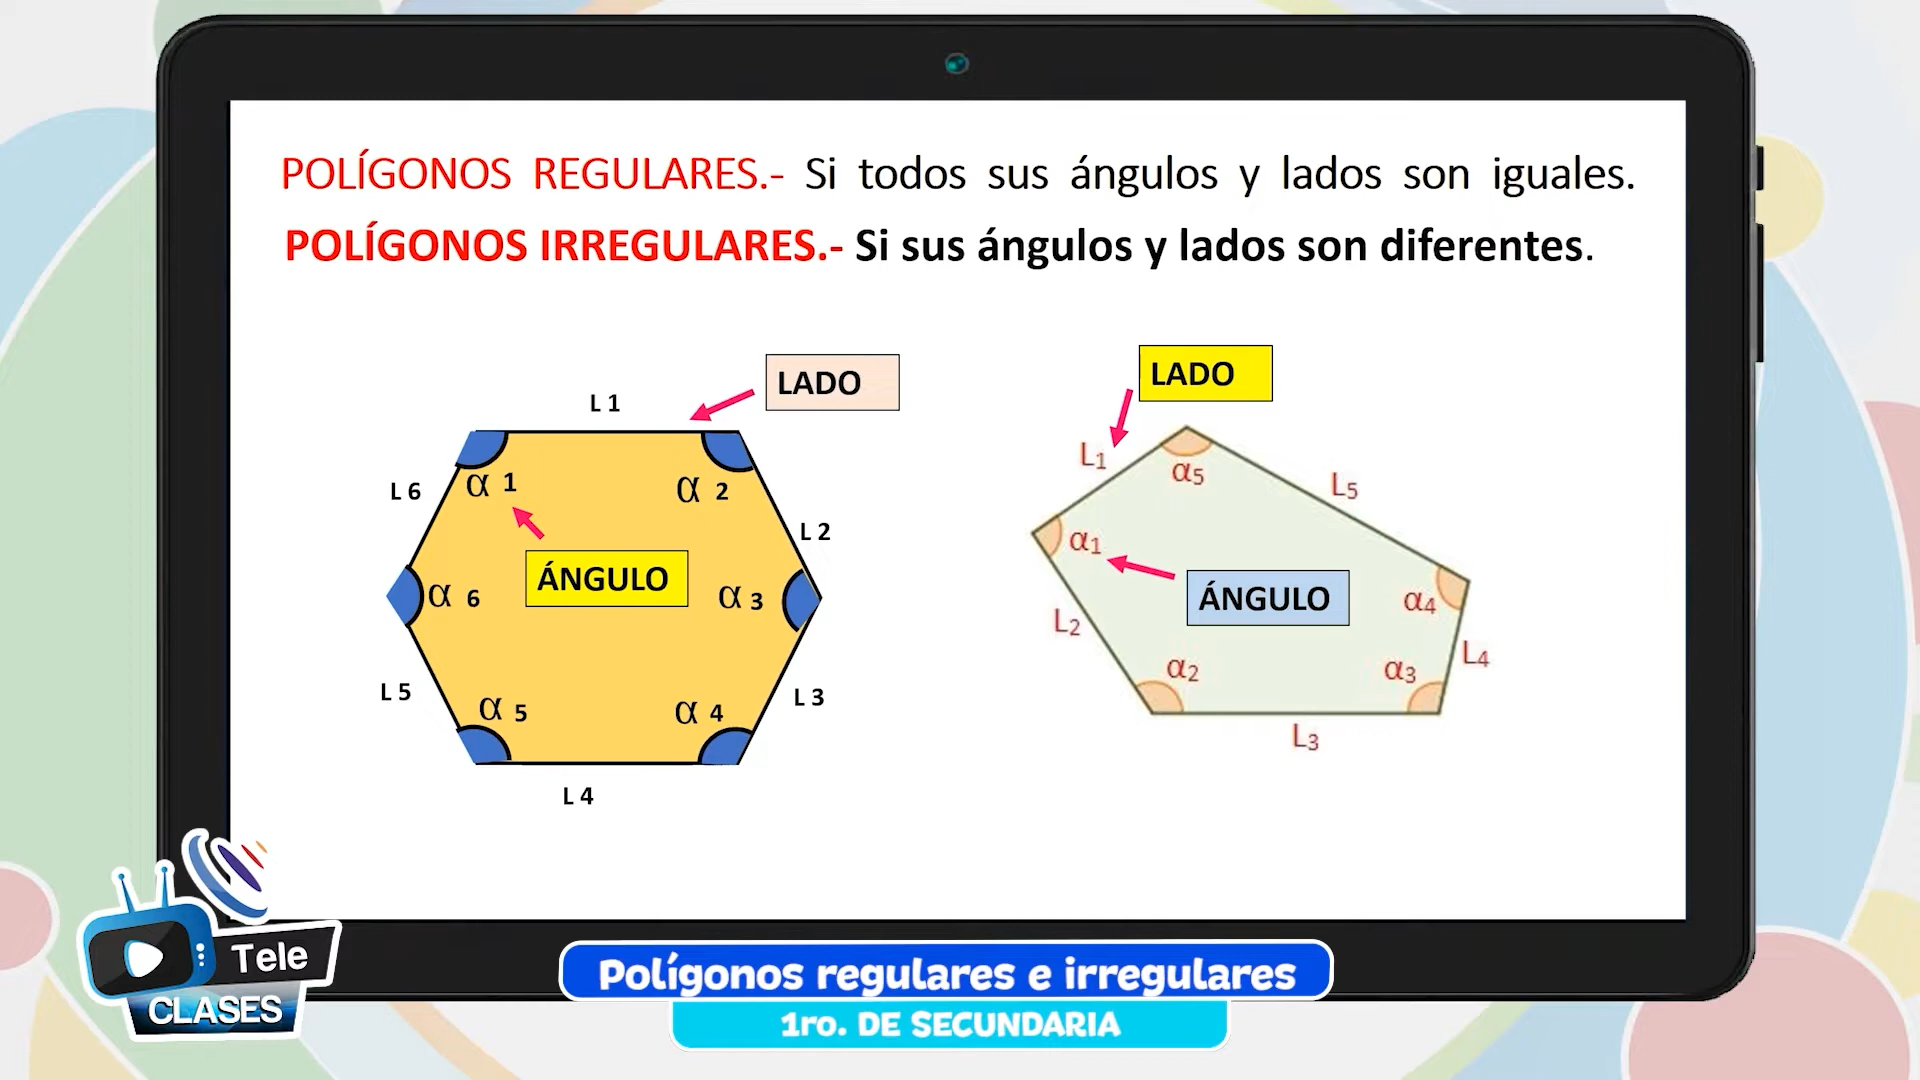 POLÍGONOS REGULARES.- Si todos sus ángulos y lados son iguales.
POLÍGONOS IRREGULARES.- Si sus ángulos y lados son diferentes.
LADO
L 1
L 6
α 1
α 2
L 2
ÁNGULO
α 6
α 3
L 5
α 5
α 4
L 3
L 4
LADO
L1
α5
L5
α1
ÁNGULO
α4
L2
α2
α3
L4
L3
Tele
CLASES
Polígonos regulares e irregulares
1ro. DE SECUNDARIA